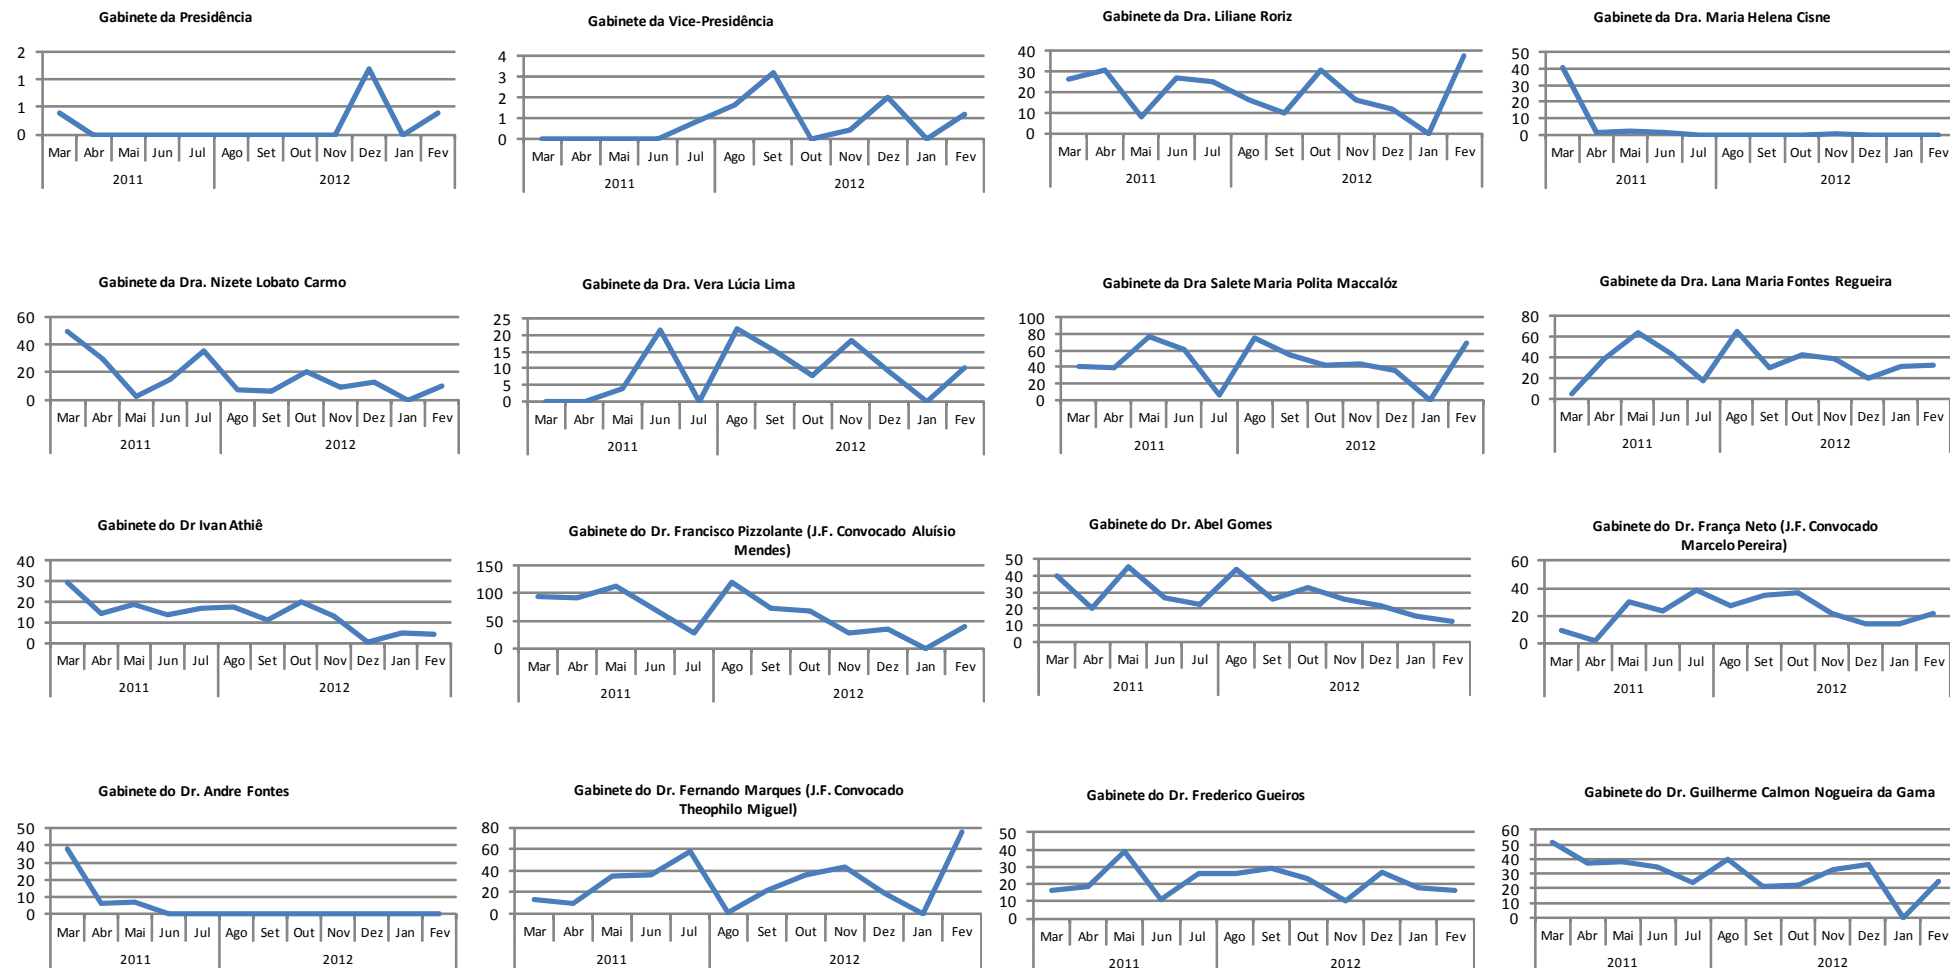 Gabinete da Presidência
2
1
1
0
Mar Abr Mai Jun Jul Ago Set Out Nov Dez Jan Fev
2011 2012
Gabinete da Vice-Presidência
4
3
2
1
0
Mar Abr Mai Jun Jul Ago Set Out Nov Dez Jan Fev
2011 2012
Gabinete da Dra. Liliane Roriz
40
30
20
10
0
Mar Abr Mai Jun Jul Ago Set Out Nov Dez Jan Fev
2011 2012
Gabinete da Dra. Maria Helena Cisne
50
40
30
20
10
0
Mar Abr Mai Jun Jul Ago Set Out Nov Dez Jan Fev
2011 2012
Gabinete da Dra. Nizete Lobato Carmo
60
40
20
0
Mar Abr Mai Jun Jul Ago Set Out Nov Dez Jan Fev
2011 2012
Gabinete da Dra. Vera Lúcia Lima
25
20
15
10
5
0
Mar Abr Mai Jun Jul Ago Set Out Nov Dez Jan Fev
2011 2012
Gabinete da Dra Salete Maria Polita Maccalóz
100
80
60
40
20
0
Mar Abr Mai Jun Jul Ago Set Out Nov Dez Jan Fev
2011 2012
Gabinete da Dra. Lana Maria Fontes Regueira
80
60
40
20
0
Mar Abr Mai Jun Jul Ago Set Out Nov Dez Jan Fev
2011 2012
Gabinete do Dr Ivan Athiê
40
30
20
10
0
Mar Abr Mai Jun Jul Ago Set Out Nov Dez Jan Fev
2011 2012
Gabinete do Dr. Francisco Pizzolante (J.F. Convocado Aluísio
Mendes)
150
100
50
0
Mar Abr Mai Jun Jul Ago Set Out Nov Dez Jan Fev
2011 2012
Gabinete do Dr. Abel Gomes
50
40
30
20
10
0
Mar Abr Mai Jun Jul Ago Set Out Nov Dez Jan Fev
2011 2012
Gabinete do Dr. França Neto (J.F. Convocado
Marcelo Pereira)
60
40
20
0
Mar Abr Mai Jun Jul Ago Set Out Nov Dez Jan Fev
2011 2012
Gabinete do Dr. Andre Fontes
50
40
30
20
10
0
Mar Abr Mai Jun Jul Ago Set Out Nov Dez Jan Fev
2011 2012
Gabinete do Dr. Fernando Marques (J.F. Convocado
Theophilo Miguel)
80
60
40
20
0
Mar Abr Mai Jun Jul Ago Set Out Nov Dez Jan Fev
2011 2012
Gabinete do Dr. Frederico Gueiros
50
40
30
20
10
0
Mar Abr Mai Jun Jul Ago Set Out Nov Dez Jan Fev
2011 2012
Gabinete do Dr. Guilherme Calmon Nogueira da Gama
60
50
40
30
20
10
0
Mar Abr Mai Jun Jul Ago Set Out Nov Dez Jan Fev
2011 2012